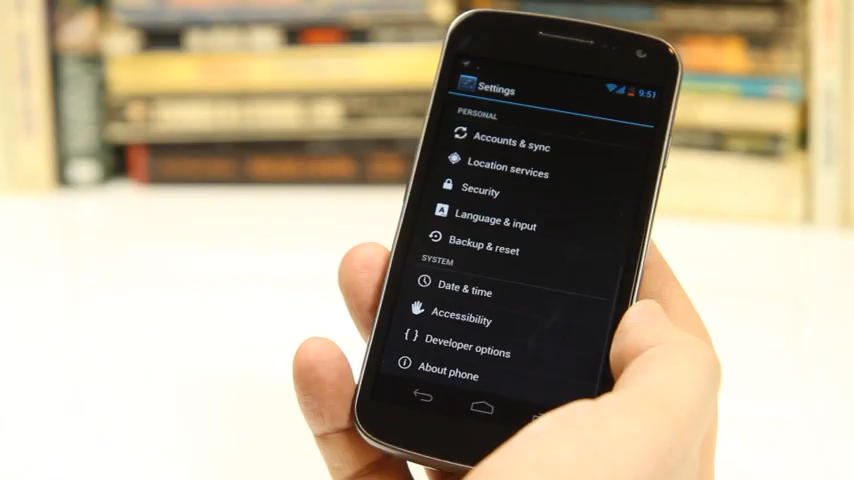 Settings
9:51
PERSONAL
Accounts & sync
Location services
Security
A
Language & input
Backup & reset
SYSTEM
Date & time
Accessibility
{ } Developer options
About phone